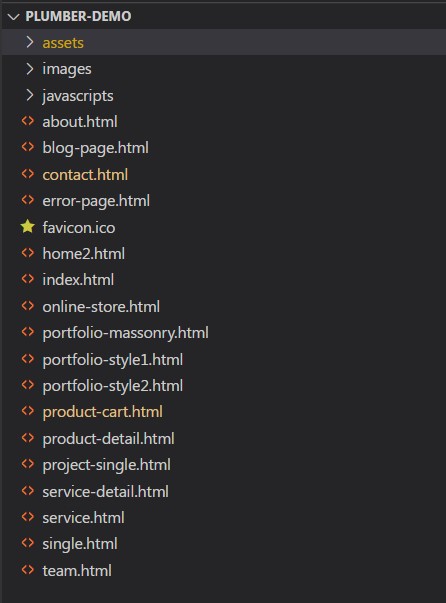 PLUMBER-DEMO
assets
images
javascripts
about.html
blog-page.html
contact.html
error-page.html
favicon.ico
home2.html
index.html
online-store.html
portfolio-massonry.html
portfolio-style1.html
portfolio-style2.html
product-cart.html
product-detail.html
project-single.html
service-detail.html
service.html
single.html
team.html